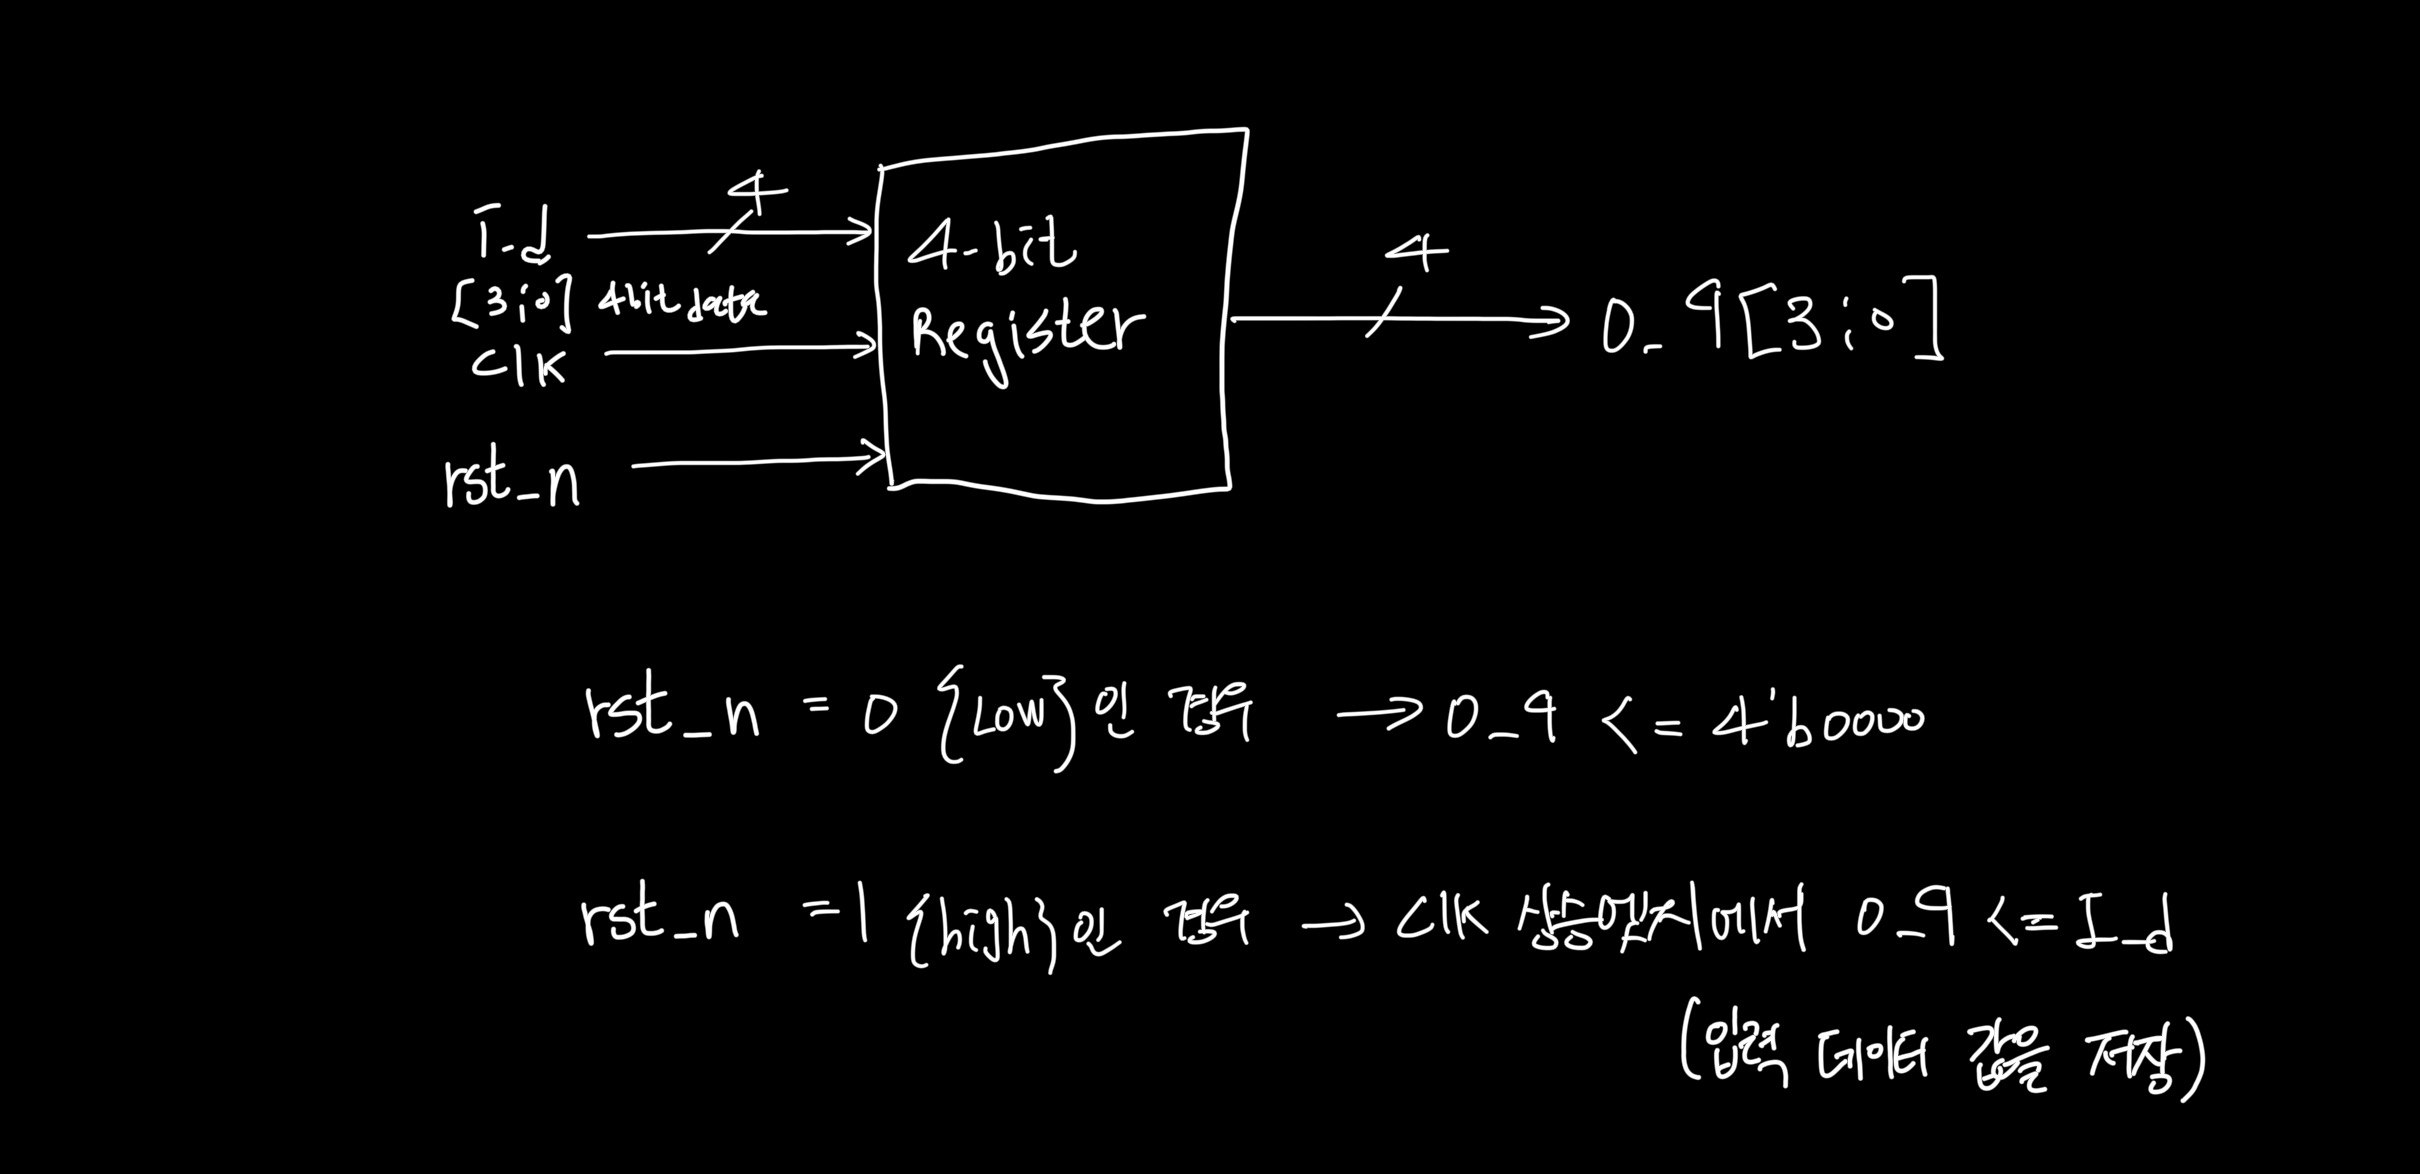 4
i_d
[3:0] 4bit data
clk
rst_n
4-bit
Register
4
o_q[3:0]
rst_n = 0 {Low}인 경우 → o_q <= 4'b0000
rst_n = 1 {high}인 경우 → clk 상승엣지에서 o_q <= I_d
(입력 데이터 값을 저장)